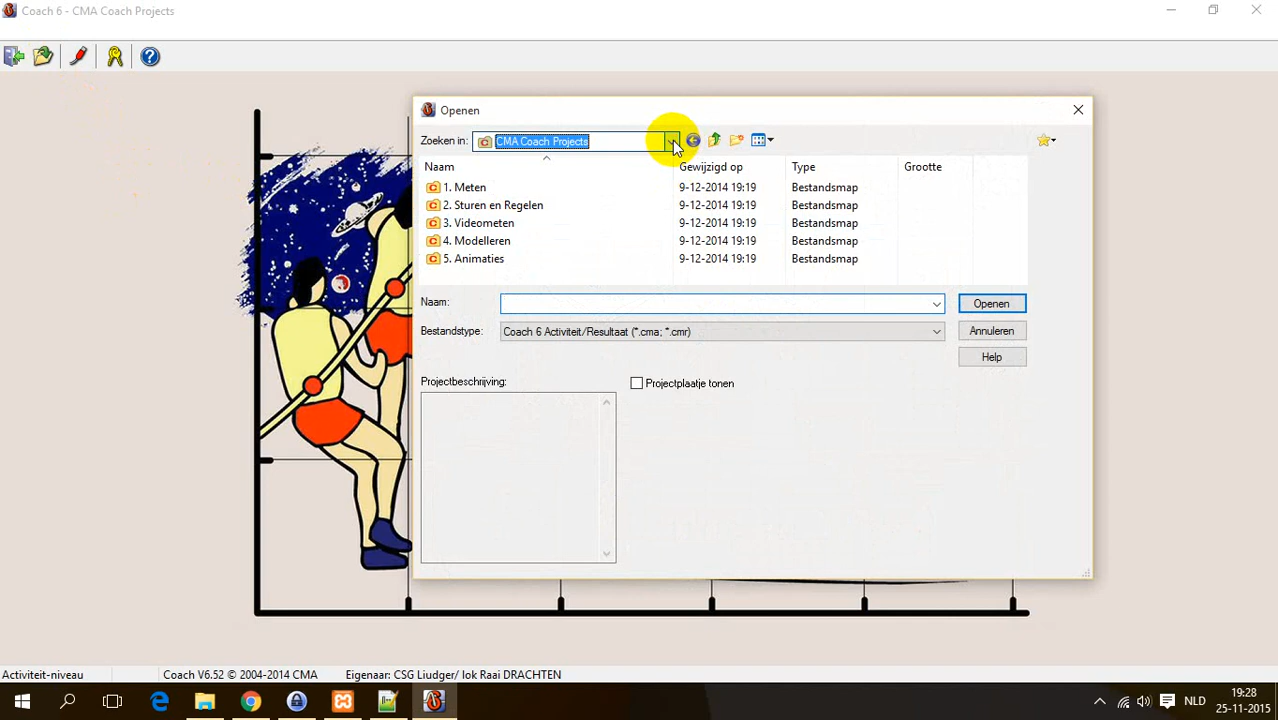 Coach 6 - CMA Coach Projects
Openen
Zoeken in: CMA Coach Projects
Naam Gewijzigd op Type Grootte
1. Meten 9-12-2014 19:19 Bestandsmap
2. Sturen en Regelen 9-12-2014 19:19 Bestandsmap
3. Videometen 9-12-2014 19:19 Bestandsmap
4. Modelleren 9-12-2014 19:19 Bestandsmap
5. Animaties 9-12-2014 19:19 Bestandsmap
Naam: Openen
Bestandstype: Coach 6 Activiteit/Resultaat (*.cma; *.cmr) Annuleren
Help
Projectbeschrijving: Projectplaatje tonen
Activiteit-niveau Coach V6.52 © 2004-2014 CMA Eigenaar: CSG Liudger/ lok Raai DRACHTEN
NLD 19:28
25-11-2015